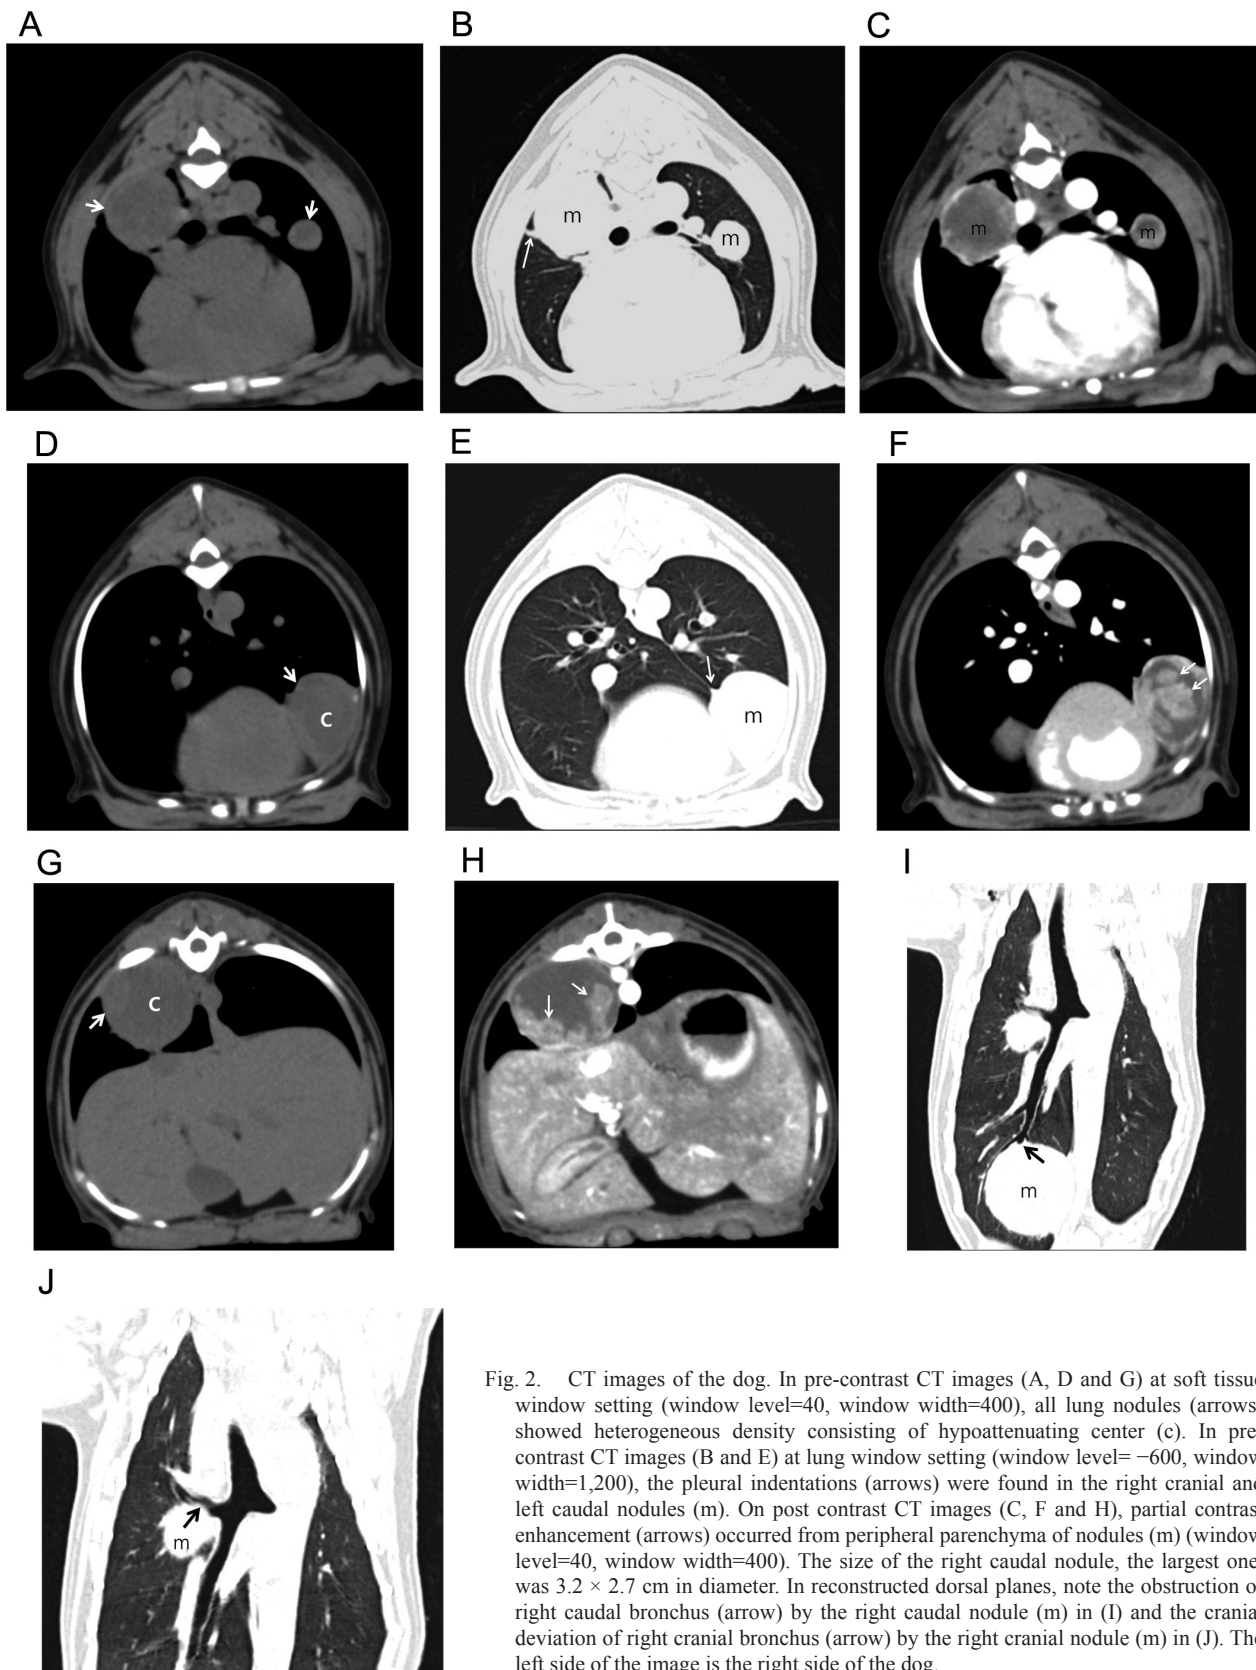 A
B
C
m
m
m
m
D
E
F
c
m
G
H
I
c
m
J
m
Fig. 2. CT images of the dog. In pre-contrast CT images (A, D and G) at soft tissue
window setting (window level=40, window width=400), all lung nodules (arrows)
showed heterogeneous density consisting of hypoattenuating center (c). In pre-
contrast CT images (B and E) at lung window setting (window level= −600, window
width=1,200), the pleural indentations (arrows) were found in the right cranial and
left caudal nodules (m). On post contrast CT images (C, F and H), partial contrast
enhancement (arrows) occurred from peripheral parenchyma of nodules (m) (window
level=40, window width=400). The size of the right caudal nodule, the largest one,
was 3.2 × 2.7 cm in diameter. In reconstructed dorsal planes, note the obstruction of
right caudal bronchus (arrow) by the right caudal nodule (m) in (I) and the cranial
deviation of right cranial bronchus (arrow) by the right cranial nodule (m) in (J). The
left side of the image is the right side of the dog.